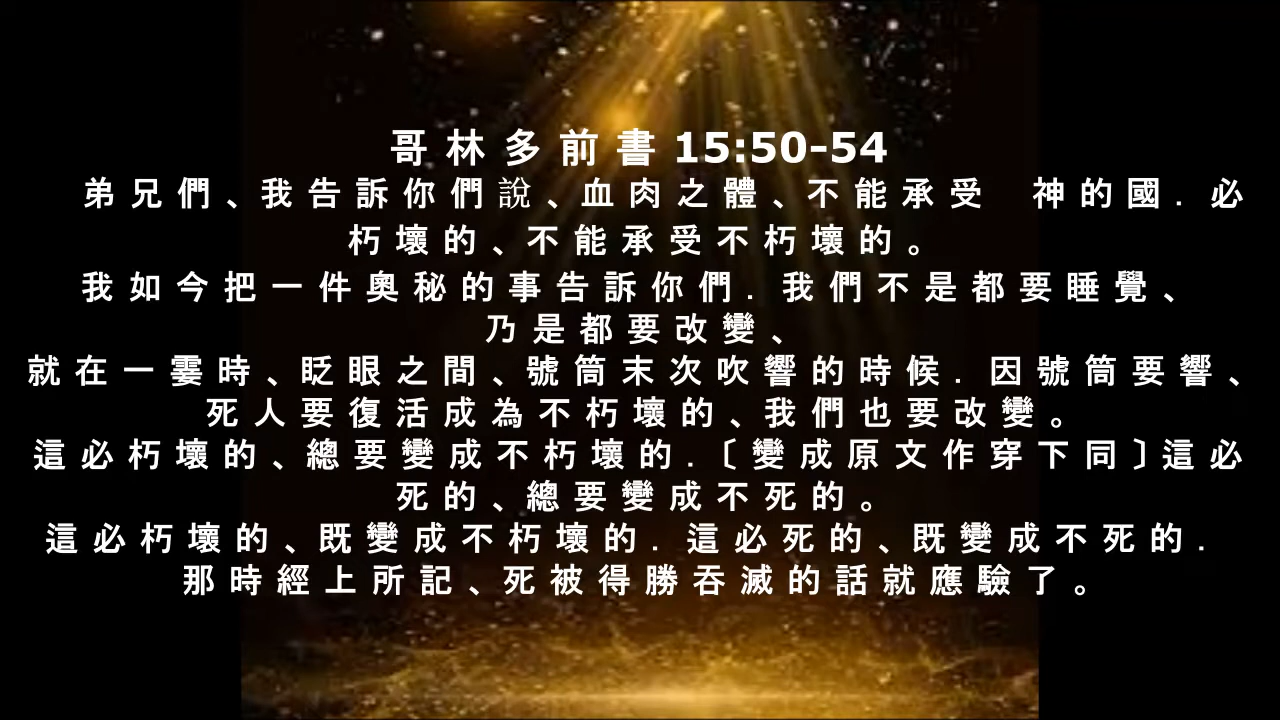 哥林多前書 15:50-54
弟兄們、我告訴你們說、血肉之體、不能承受　神的國．必
朽壞的、不能承受不朽壞的。
我如今把一件奧秘的事告訴你們．我們不是都要睡覺、
乃是都要改變、
就在一霎時、眨眼之間、號筒末次吹響的時候．因號筒要響、
死人要復活成為不朽壞的、我們也要改變。
這必朽壞的、總要變成不朽壞的．〔變成原文作穿下同〕這必
死的、總要變成不死的。
這必朽壞的、既變成不朽壞的．這必死的、既變成不死的．
那時經上所記、死被得勝吞滅的話就應驗了。